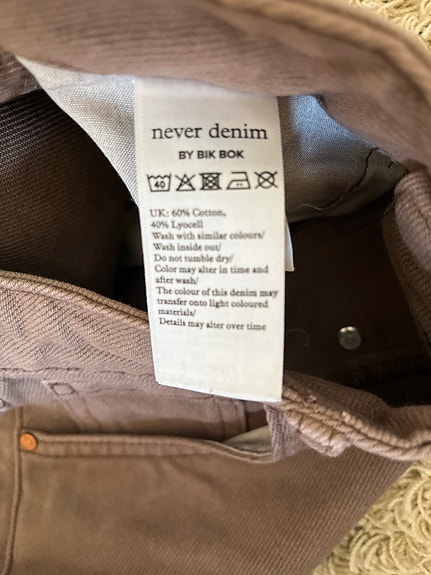 never denim
BY BIK BOK
40
UK: 60% Cotton,
40% Lyocell
Wash with similar colours/
Wash inside out/
Do not tumble dry/
Color may alter in time and
after wash/
The colour of this denim may
transfer onto light coloured
materials/
Details may alter over time